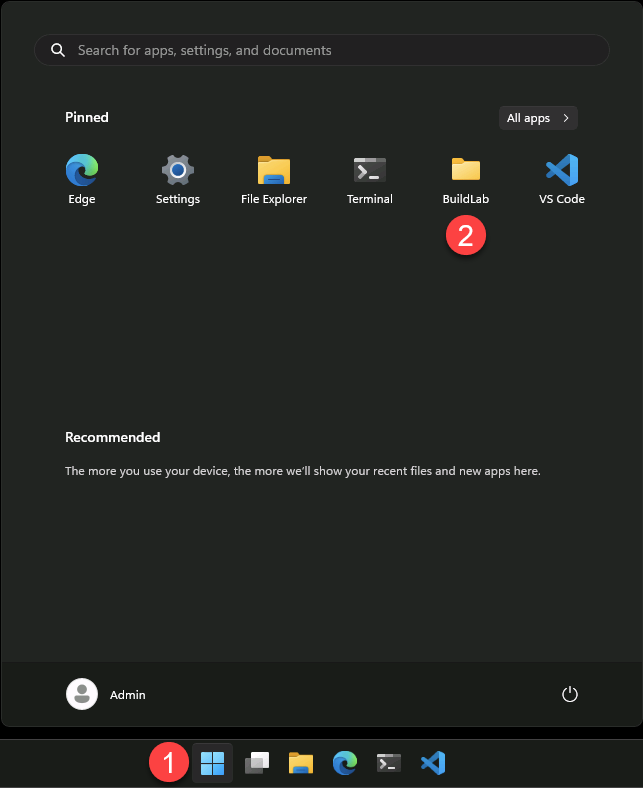 Search for apps, settings, and documents
Pinned
All apps
Edge
Settings
File Explorer
Terminal
BuildLab
VS Code
2
Recommended
The more you use your device, the more we'll show your recent files and new apps here.
Admin
1